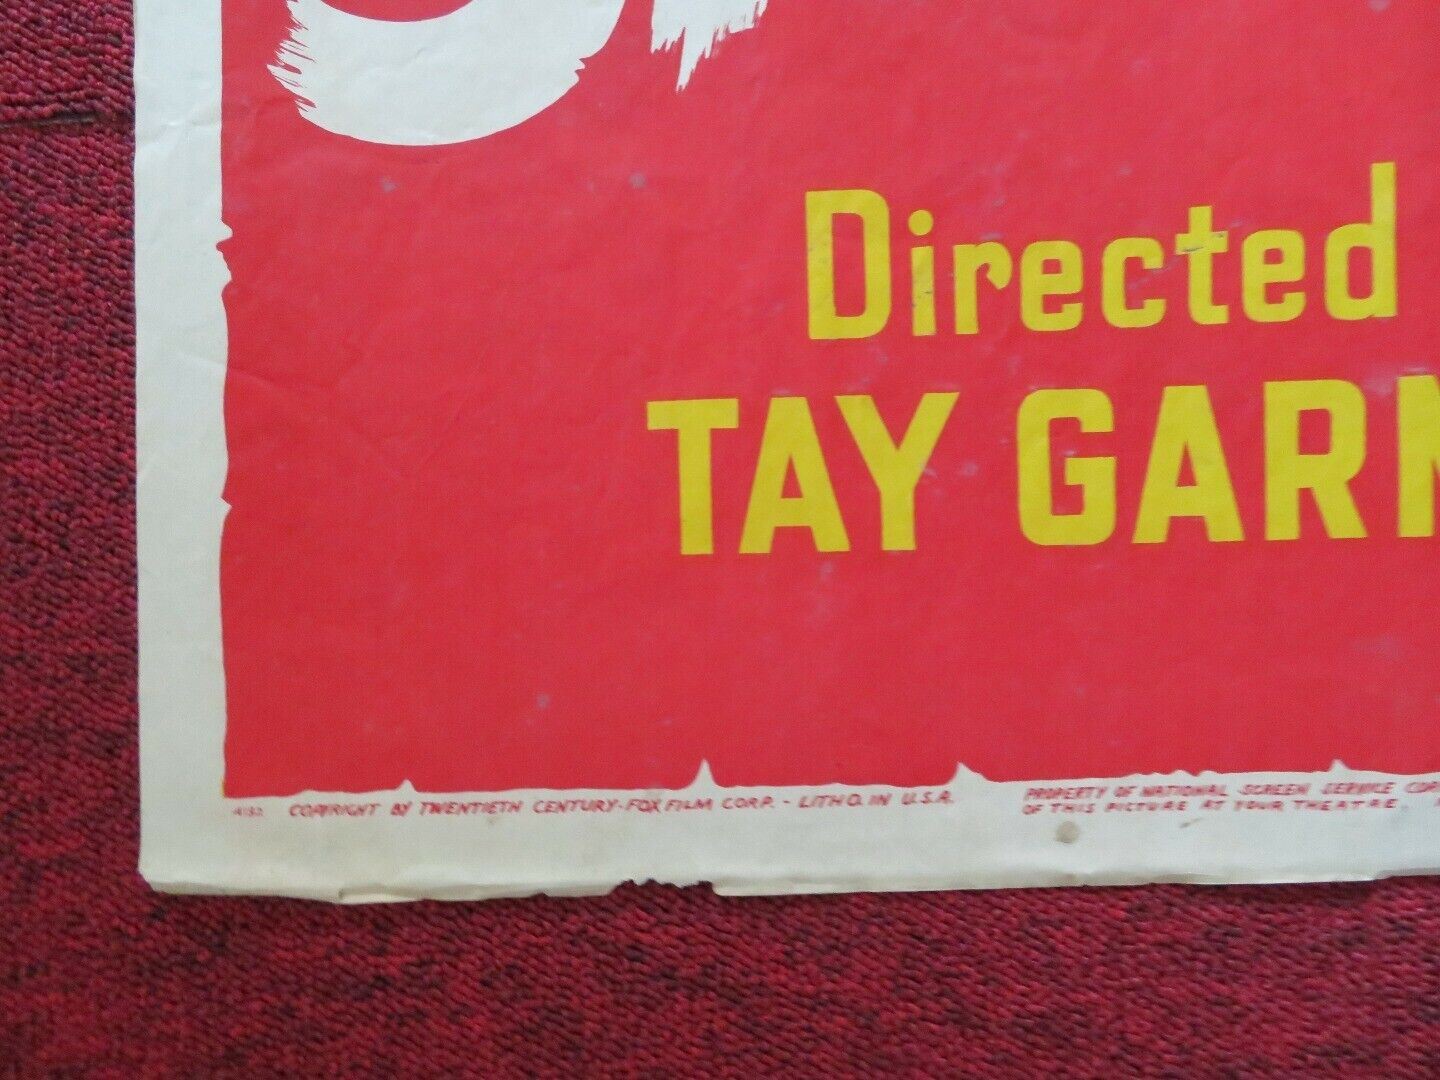 Directed
TAY GARN
COPYRIGHT BY TWENTIETH CENTURY-FOX FILM CORP. - LITHO. IN U.S.A.
PROPERTY OF NATIONAL SCREEN SERVICE COR
OF THIS PICTURE AT YOUR THEATRE.